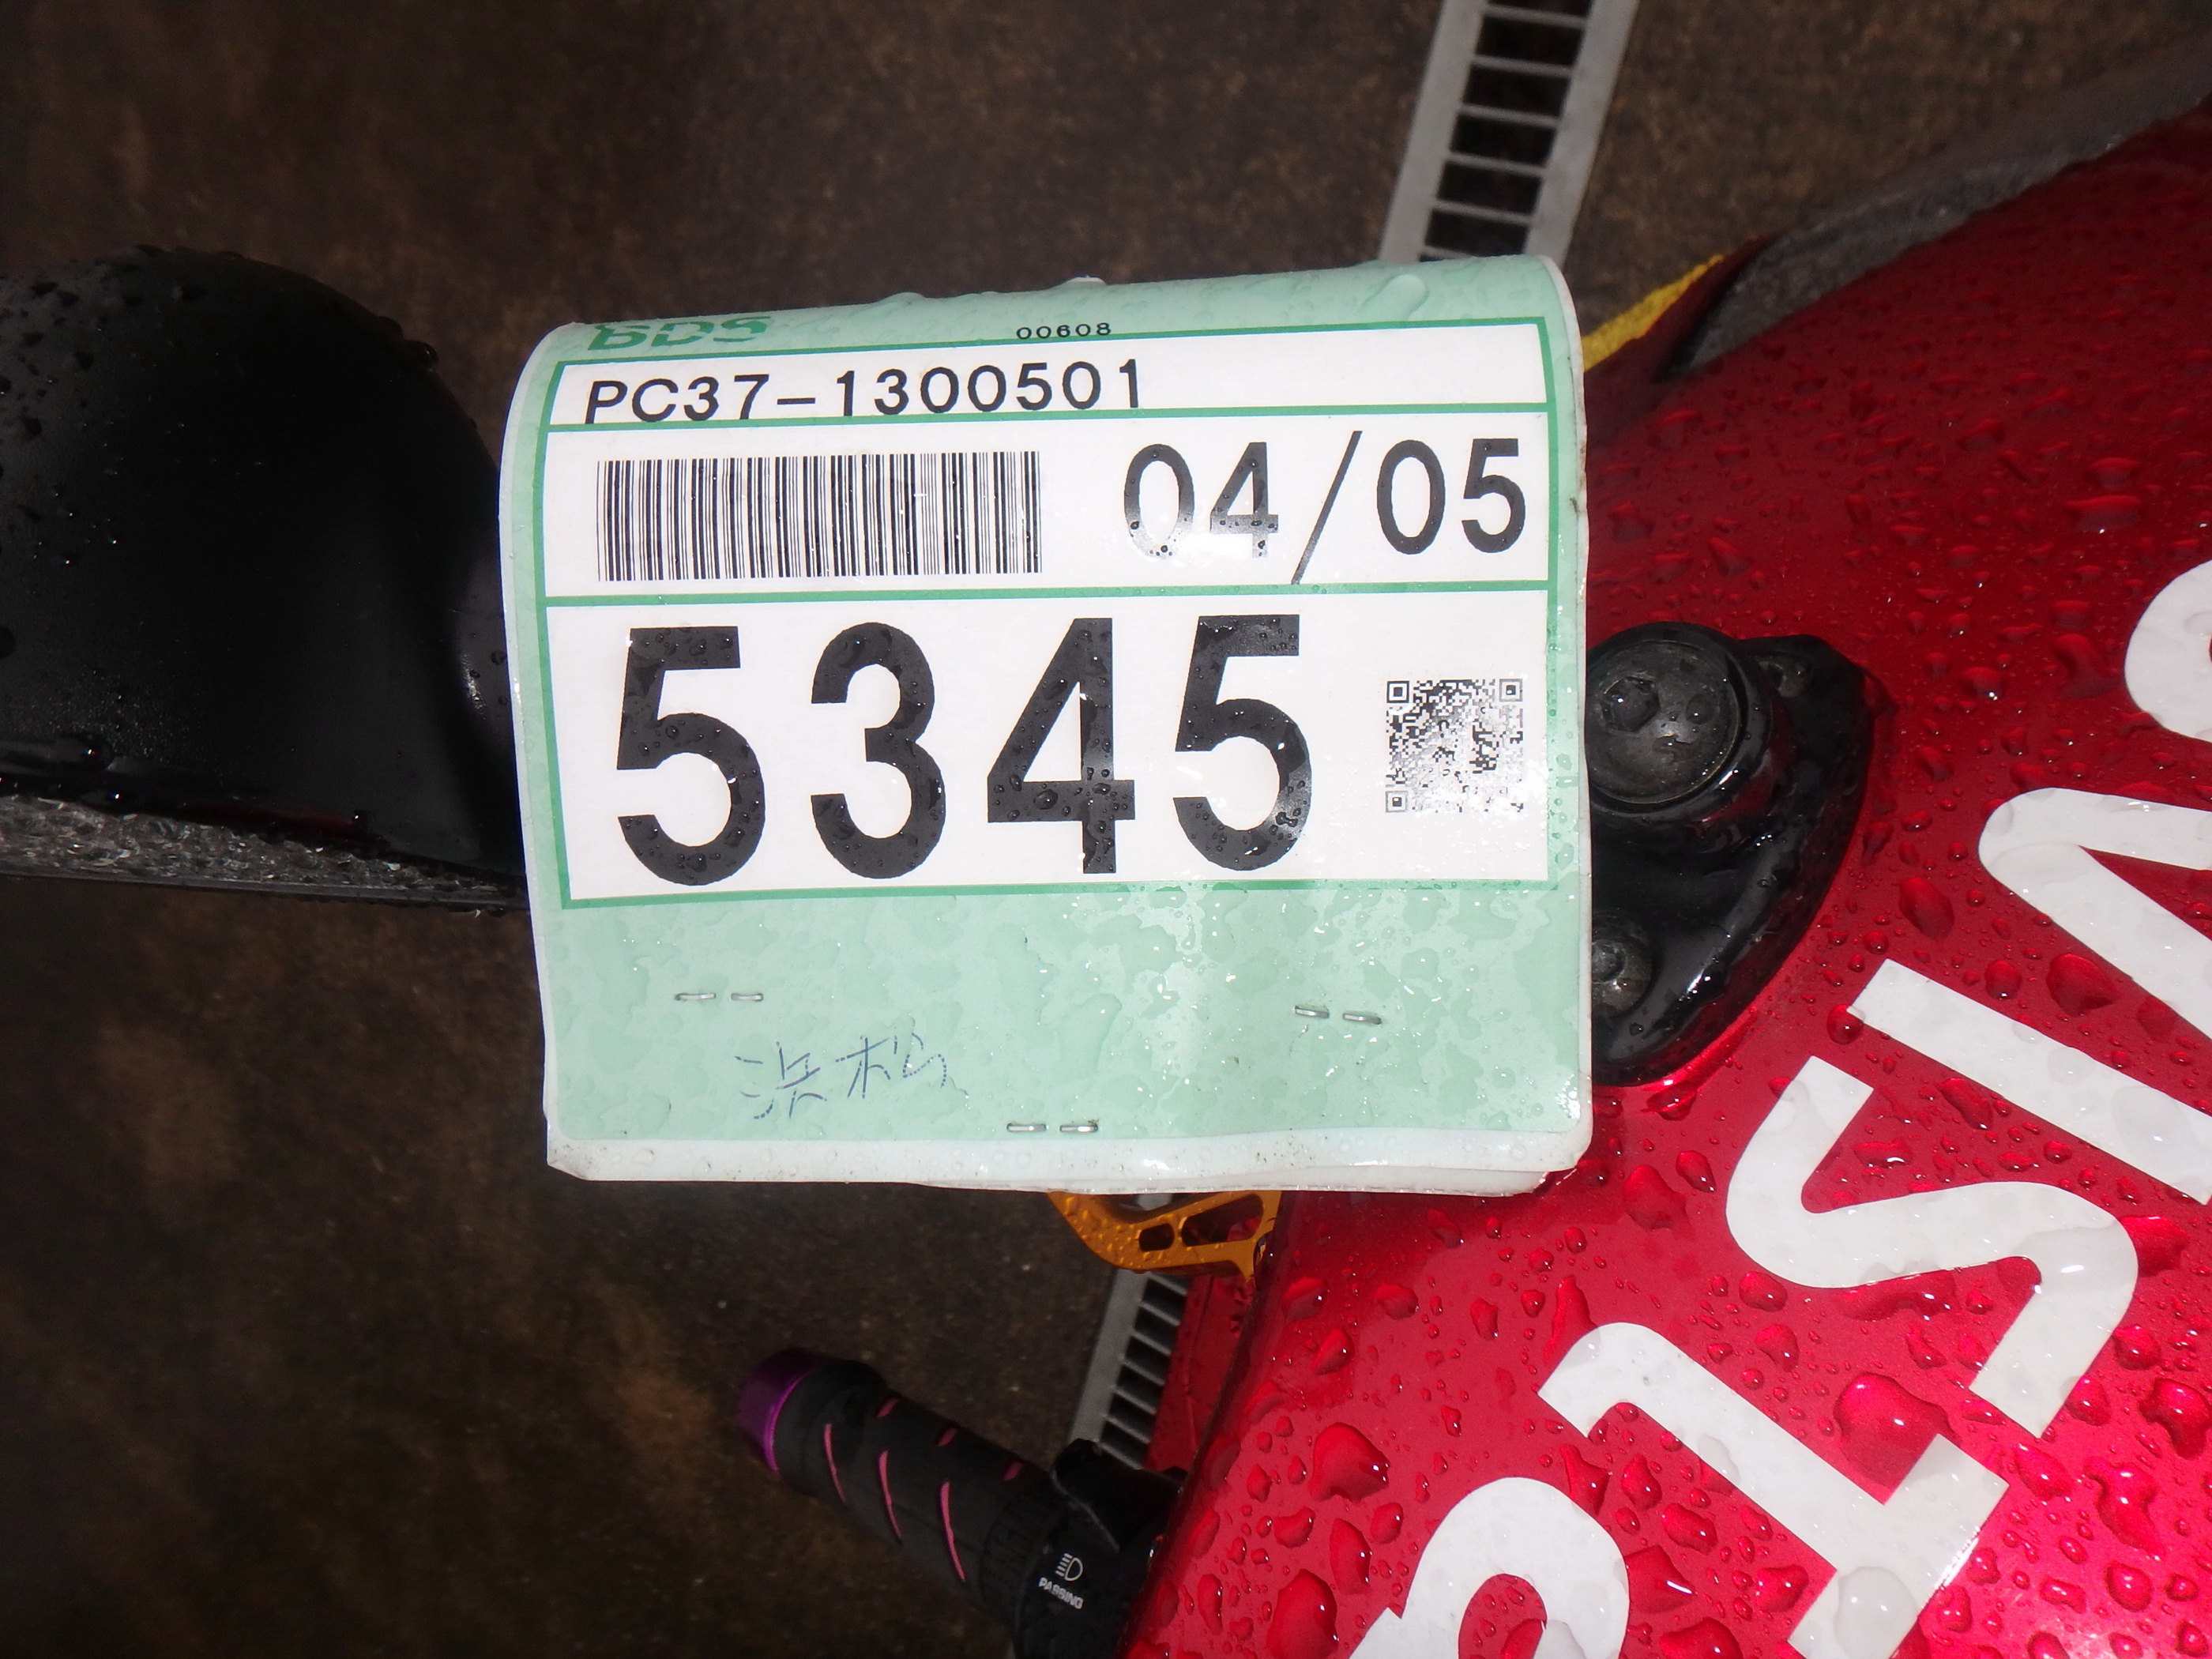 BDS
00608
PC37-1300501
04/05
5345
浜松
PASSING